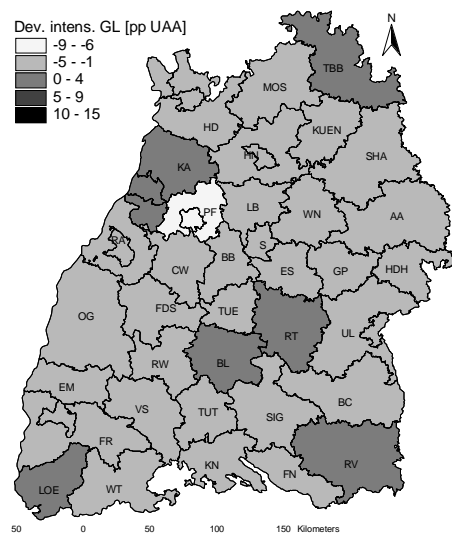 Dev. intens. GL [pp UAA]
-9 - -6
-5 - -1
0 - 4
5 - 9
10 - 15
N
TBB
MOS
HD
KUEN
KA
HN
SHA
PF
LB
WN
AA
RA
S
CW
BB
ES
GP
HDH
OG
FDS
TUE
RT
UL
RW
BL
EM
VS
TUT
SIG
BC
FR
KN
FN
RV
LOE
WT
50 0 50 100 150 Kilometers